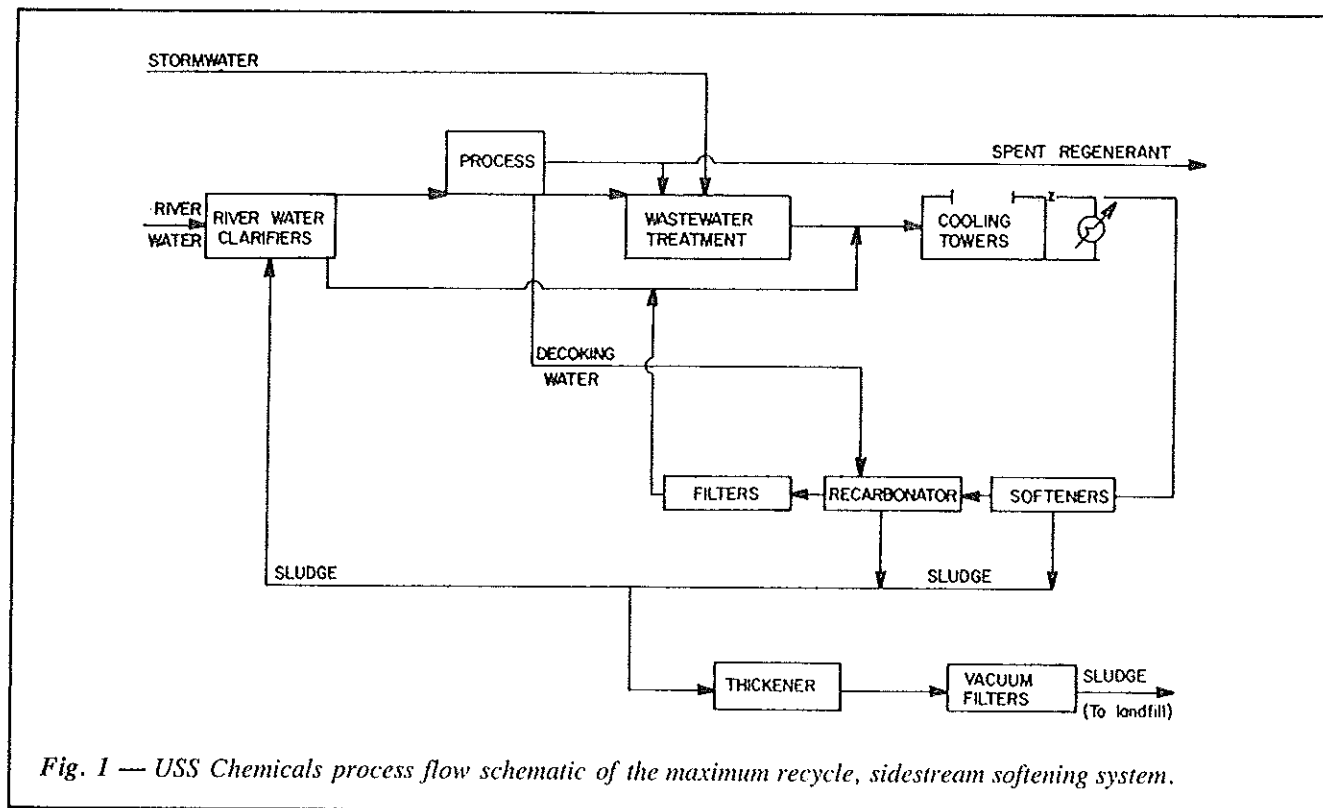 STORMWATER
PROCESS
SPENT REGENERANT
RIVER
WATER
RIVER WATER
CLARIFIERS
WASTEWATER
TREATMENT
COOLING
TOWERS
DECOKING
WATER
FILTERS
RECARBONATOR
SOFTENERS
SLUDGE
SLUDGE
THICKENER
VACUUM
FILTERS
SLUDGE
(To landfill)
Fig. 1 — USS Chemicals process flow schematic of the maximum recycle, sidestream softening system.